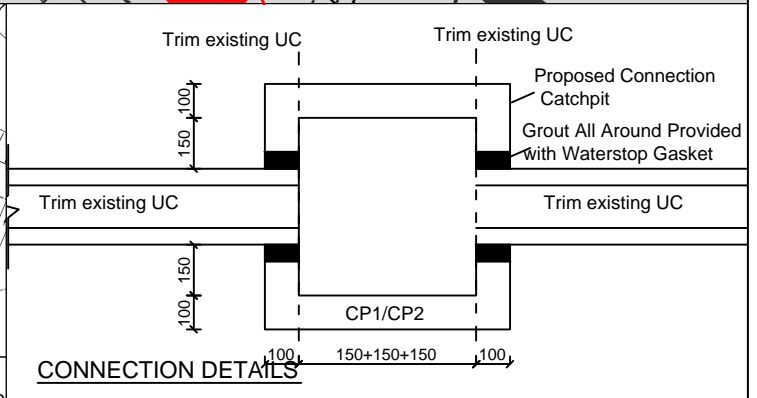 Trim existing UC
Trim existing UC
Proposed Connection
Catchpit
Grout All Around Provided
with Waterstop Gasket
100
150
Trim existing UC
Trim existing UC
150
100
CP1/CP2
100
150+150+150
100
CONNECTION DETAILS